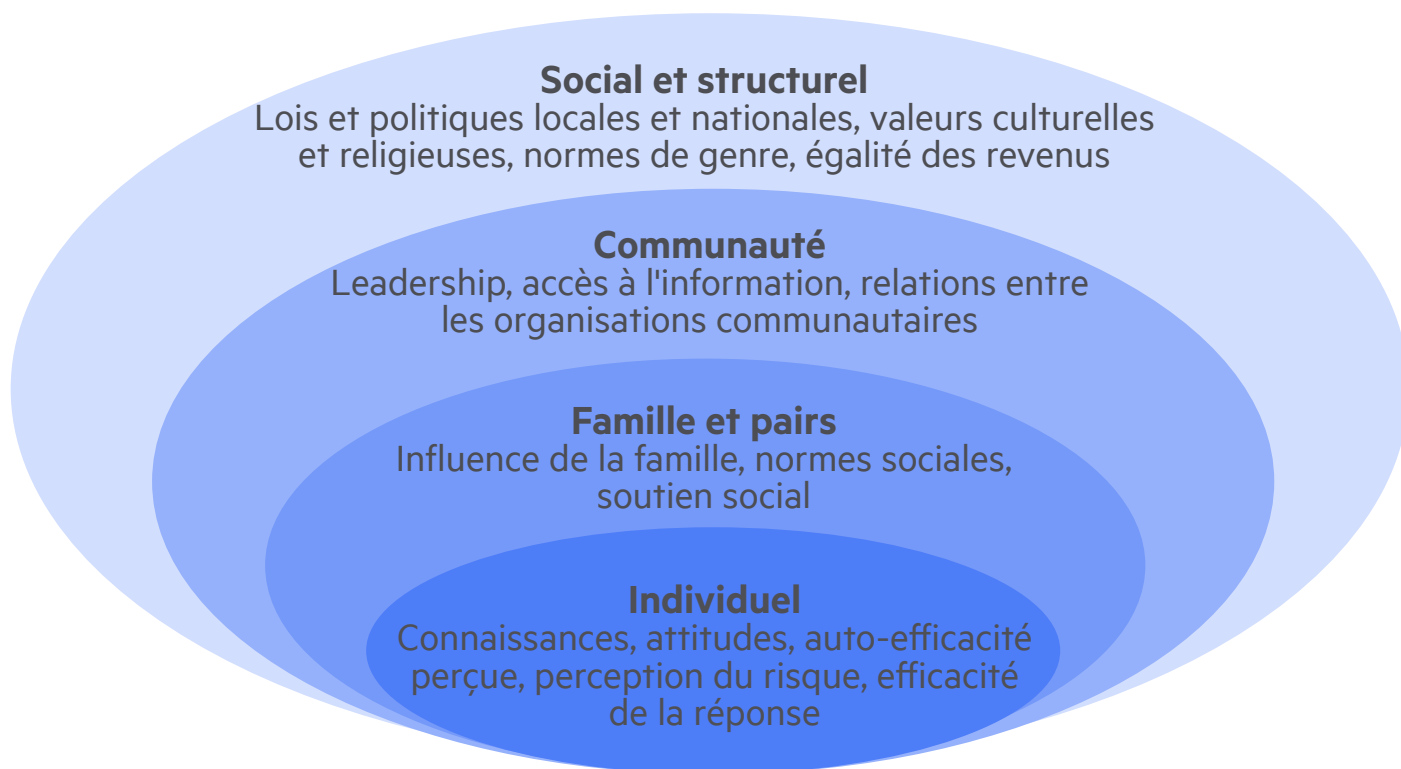 Social et structurel
Lois et politiques locales et nationales, valeurs culturelles
et religieuses, normes de genre, égalité des revenus
Communauté
Leadership, accès à l'information, relations entre
les organisations communautaires
Famille et pairs
Influence de la famille, normes sociales,
soutien social
Individuel
Connaissances, attitudes, auto-efficacité
perçue, perception du risque, efficacité
de la réponse